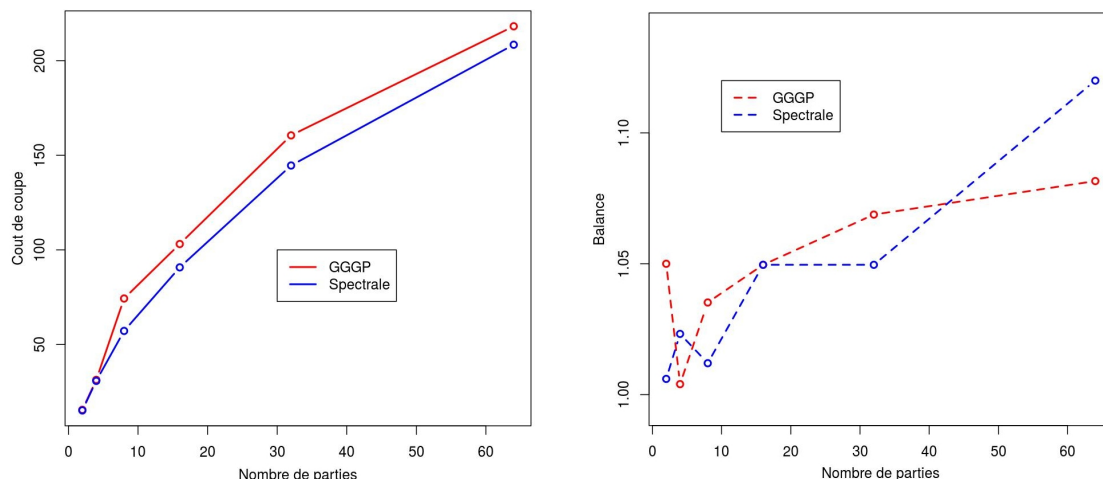 Cout de coupe
200
150
100
50
GGGP
Spectrale
0 10 20 30 40 50 60
Nombre de parties
Balance
1.10
1.05
1.00
GGGP
Spectrale
0 10 20 30 40 50 60
Nombre de parties